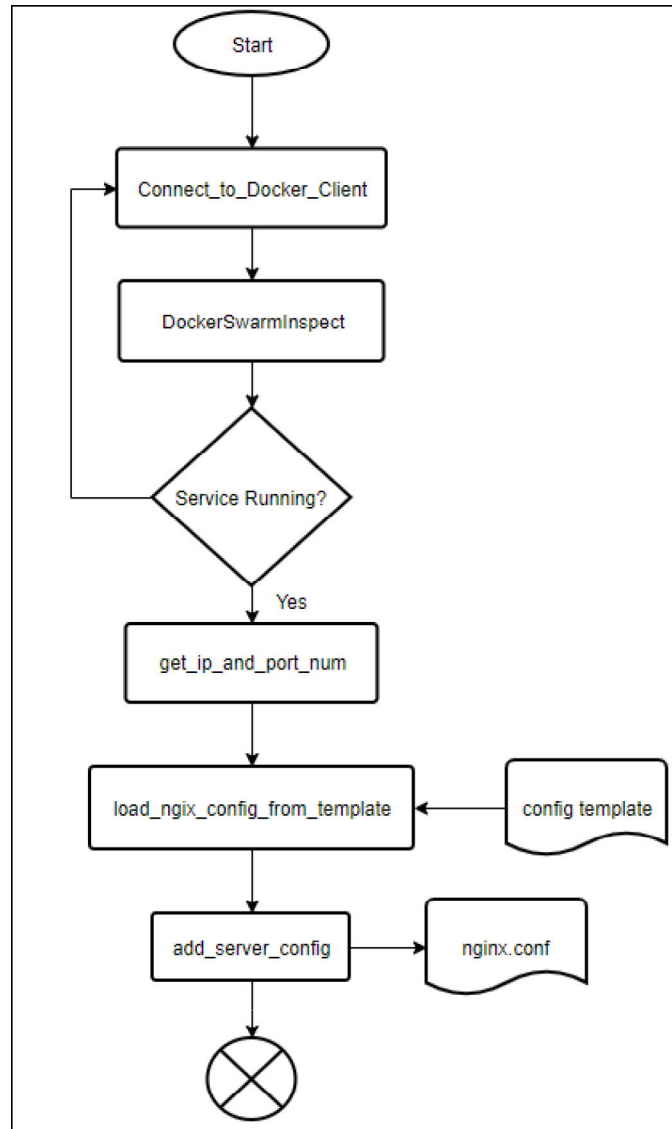 Start
Connect_to_Docker_Client
DockerSwarmInspect
Service Running?
Yes
get_ip_and_port_num
load_ngix_config_from_template
config template
add_server_config
nginx.conf